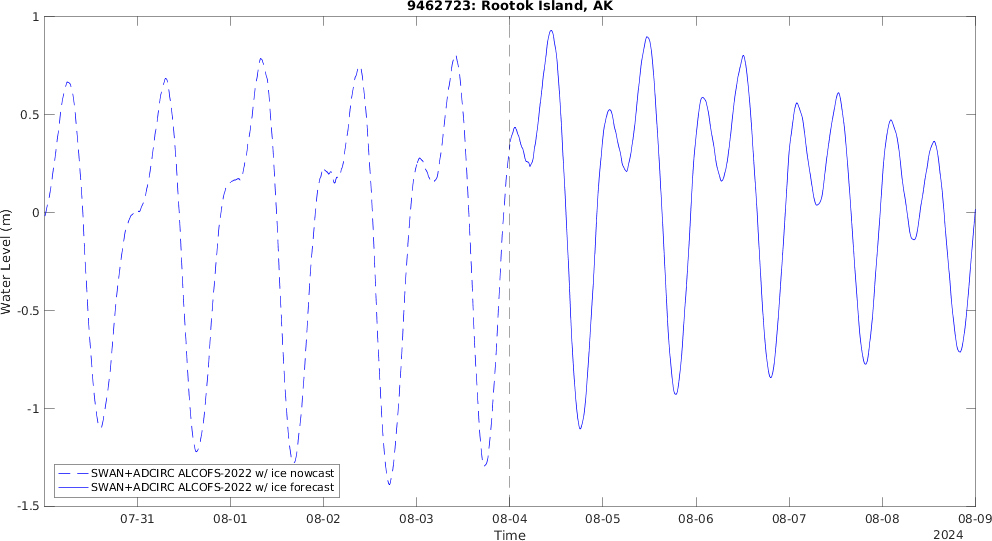 9462723: Rootok Island, AK
Water Level (m)
1
0.5
0
-0.5
-1
-1.5
SWAN+ADCIRC ALCOFS-2022 w/ ice nowcast
SWAN+ADCIRC ALCOFS-2022 w/ ice forecast
07-31 08-01 08-02 08-03 08-04 08-05 08-06 08-07 08-08 08-09
Time
2024